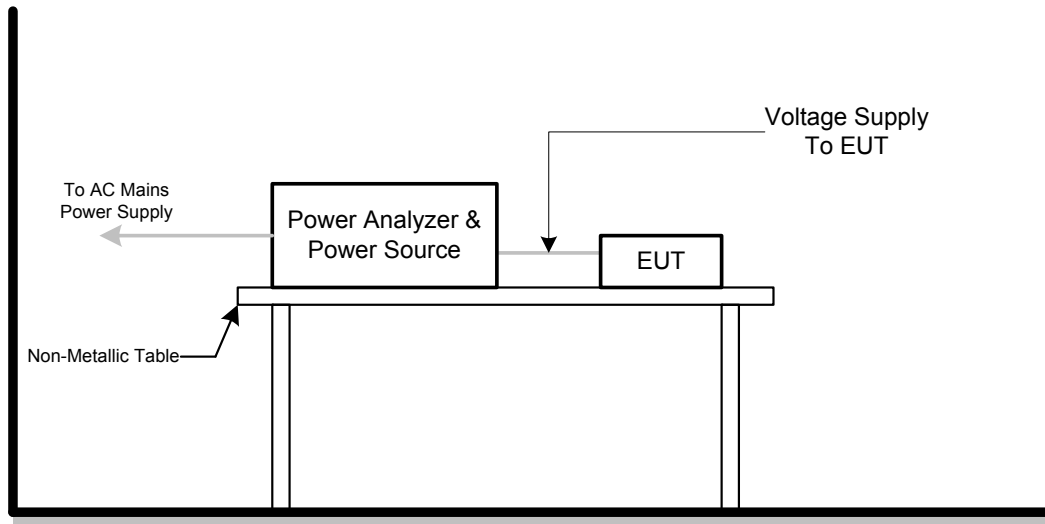 Voltage Supply
To EUT
To AC Mains
Power Supply
Power Analyzer &
Power Source
EUT
Non-Metallic Table